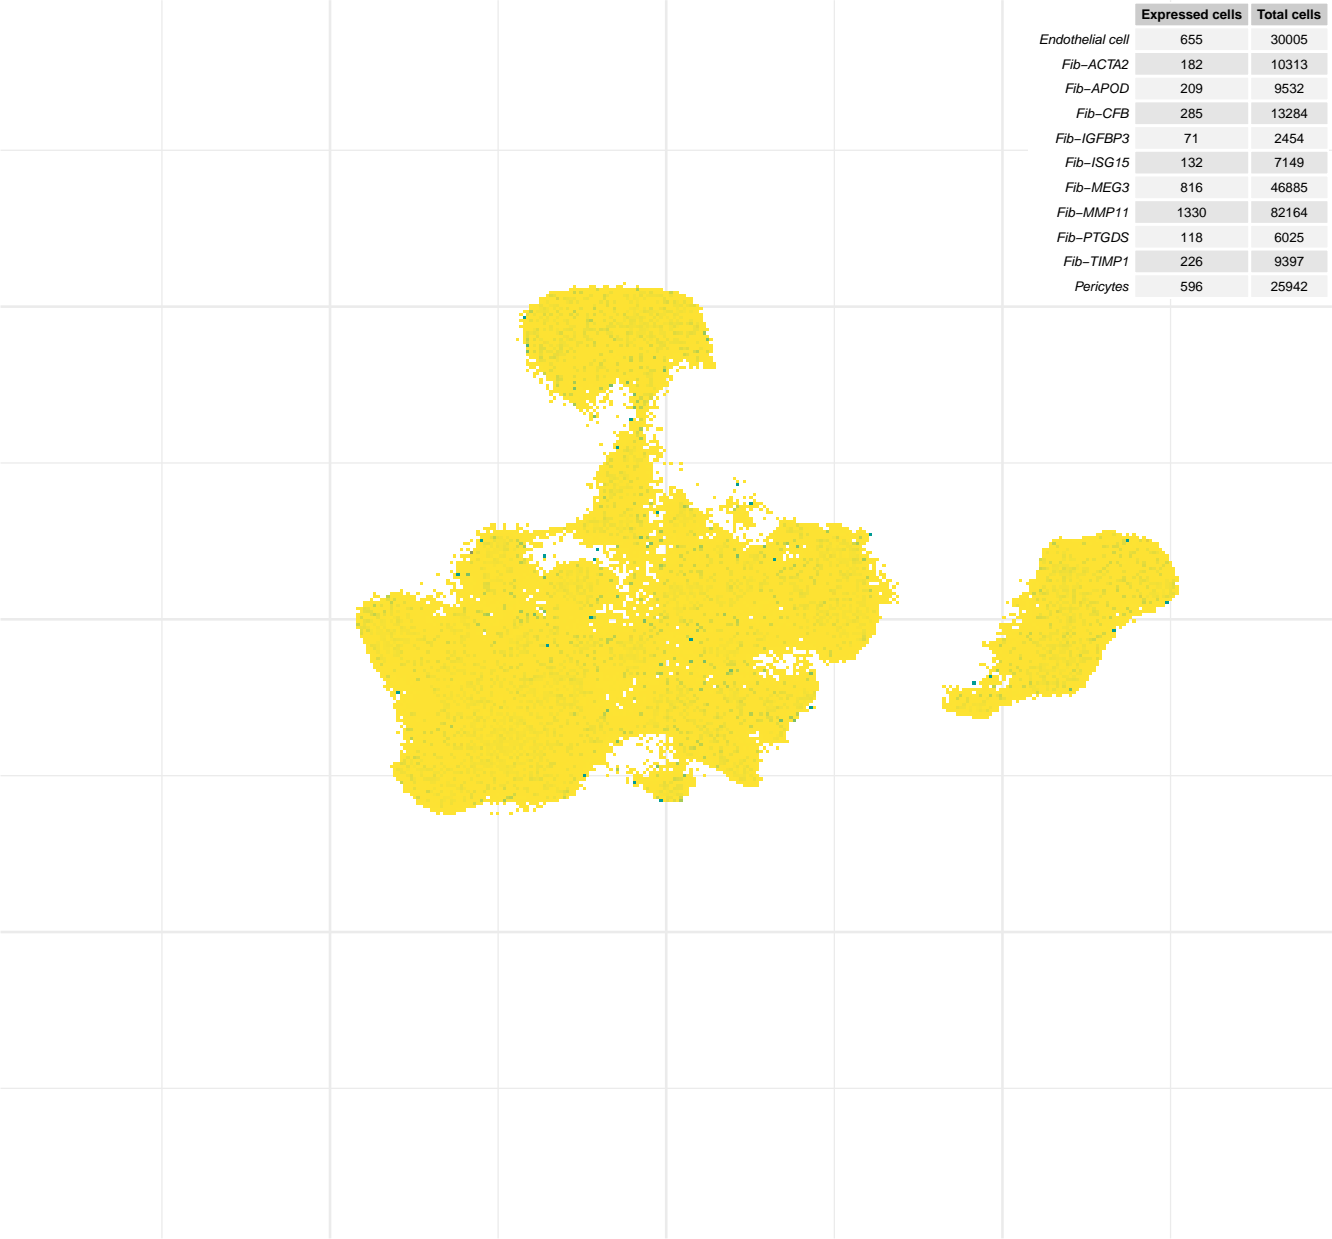 Expressed cells Total cells
Endothelial cell 655 30005
Fib−ACTA2 182 10313
Fib−APOD 209 9532
Fib−CFB 285 13284
Fib−IGFBP3 71 2454
Fib−ISG15 132 7149
Fib−MEG3 816 46885
Fib−MMP11 1330 82164
Fib−PTGDS 118 6025
Fib−TIMP1 226 9397
Pericytes 596 25942